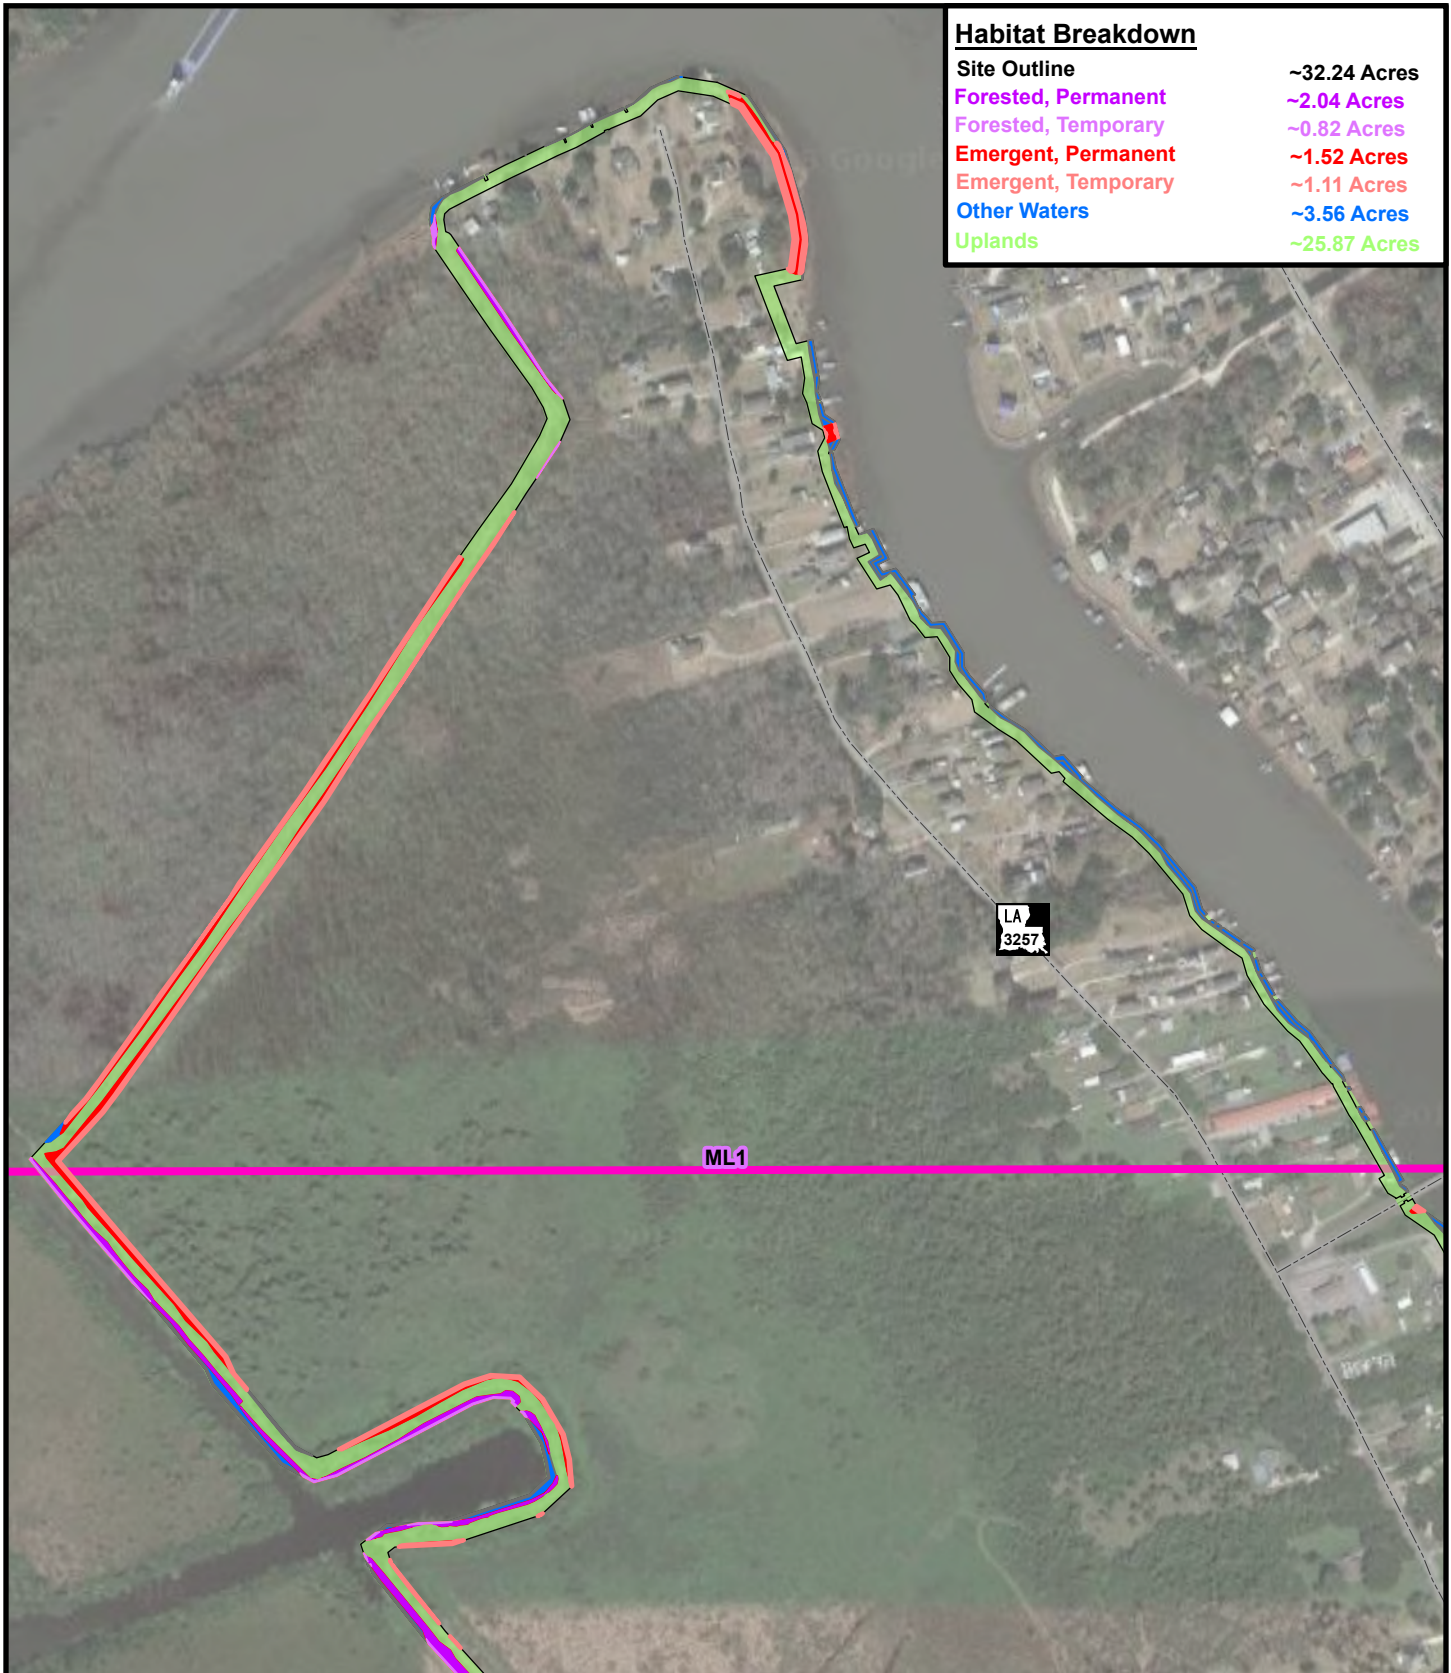 Habitat Breakdown
Site Outline ~32.24 Acres
Forested, Permanent ~2.04 Acres
Forested, Temporary ~0.82 Acres
Emergent, Permanent ~1.52 Acres
Emergent, Temporary ~1.11 Acres
Other Waters ~3.56 Acres
Uplands ~25.87 Acres
LA
3257
ML1